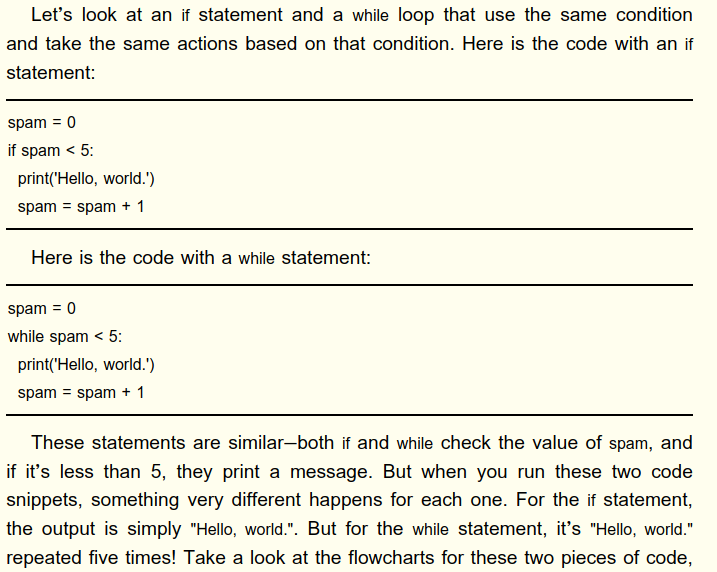 Let’s look at an if statement and a while loop that use the same condition
and take the same actions based on that condition. Here is the code with an if
statement:
spam = 0
if spam < 5:
  print('Hello, world.')
  spam = spam + 1
Here is the code with a while statement:
spam = 0
while spam < 5:
  print('Hello, world.')
  spam = spam + 1
These statements are similar—both if and while check the value of spam, and
if it’s less than 5, they print a message. But when you run these two code
snippets, something very different happens for each one. For the if statement,
the output is simply "Hello, world.". But for the while statement, it’s "Hello, world."
repeated five times! Take a look at the flowcharts for these two pieces of code,